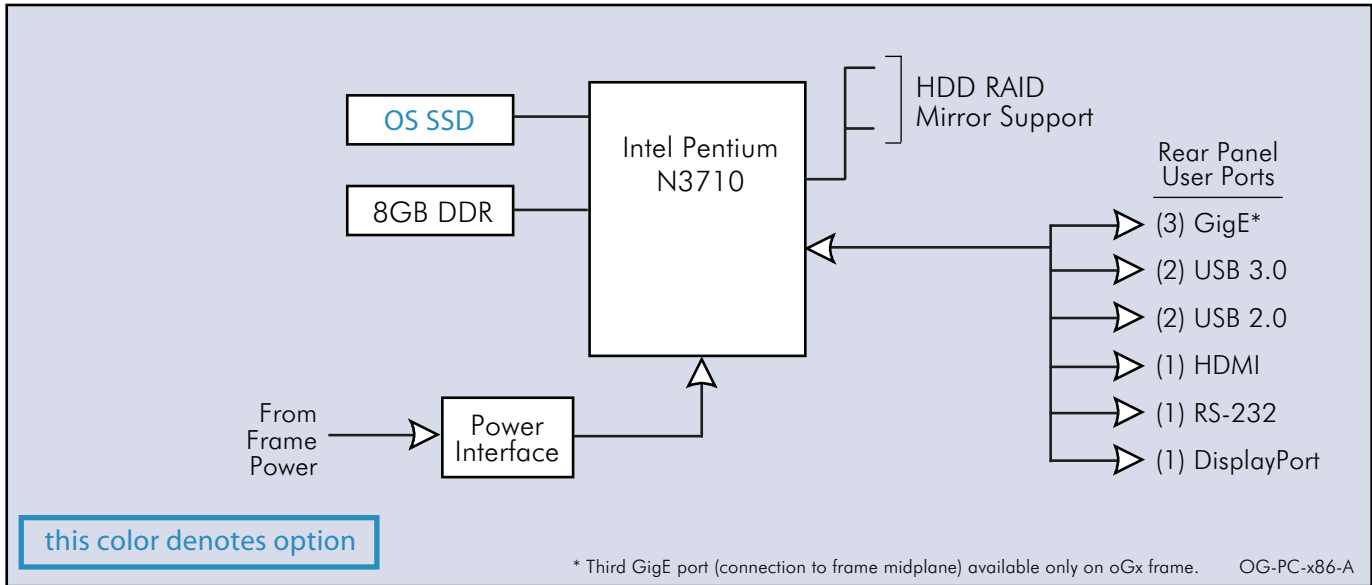 OS SSD
8GB DDR
Intel Pentium
N3710
HDD RAID
Mirror Support
Rear Panel
User Ports
(3) GigE*
(2) USB 3.0
(2) USB 2.0
(1) HDMI
(1) RS-232
(1) DisplayPort
From
Frame
Power
Power
Interface
this color denotes option
* Third GigE port (connection to frame midplane) available only on oGx frame.
OG-PC-x86-A